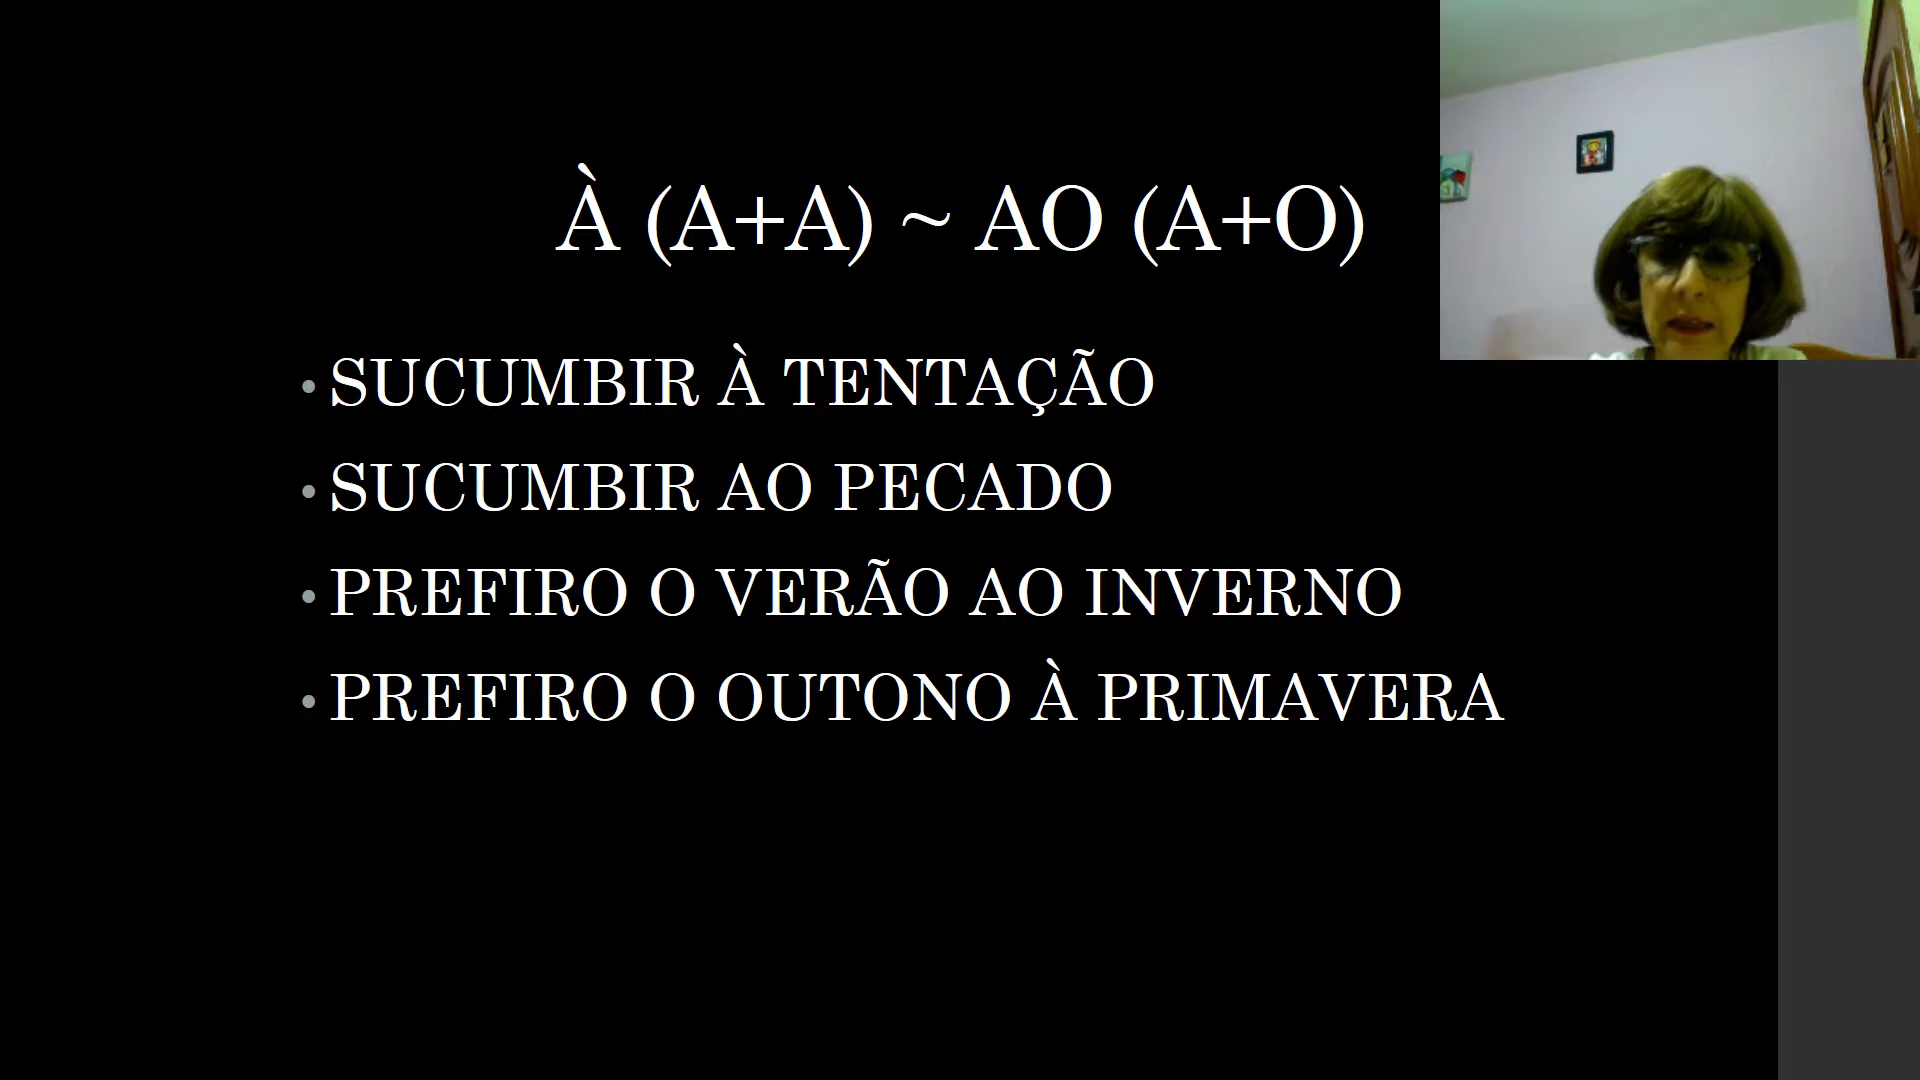 À (A+A) ~ AO (A+O)
• SUCUMBIR À TENTAÇÃO
• SUCUMBIR AO PECADO
• PREFIRO O VERÃO AO INVERNO
• PREFIRO O OUTONO À PRIMAVERA